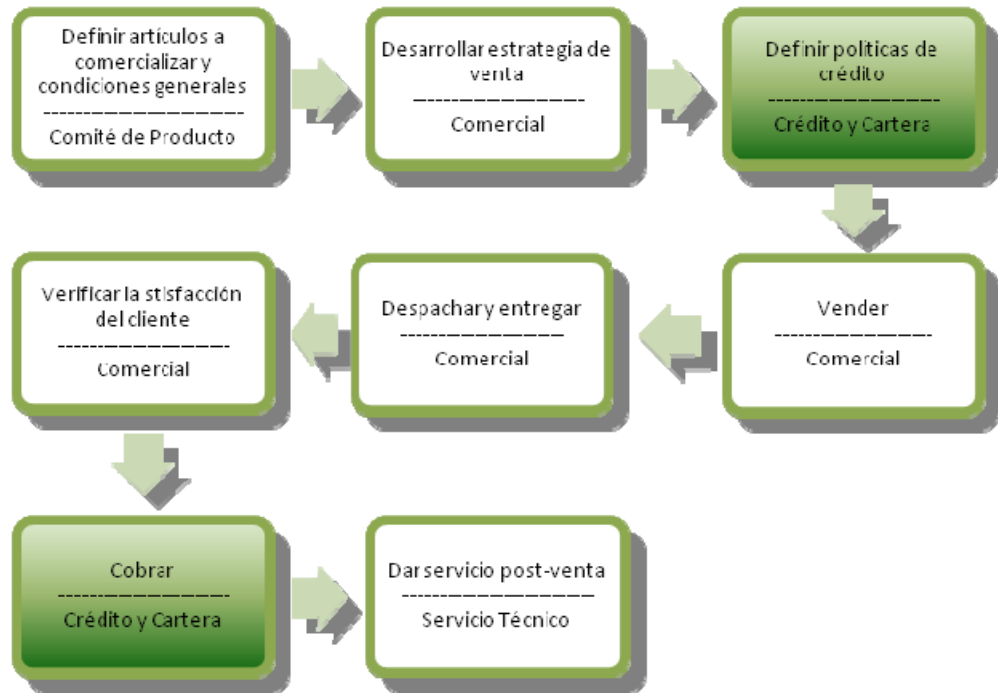 Definir artículos a
comercializar y
condiciones generales
----------------------------
Comité de Producto
Desarrollar estrategia de
venta
----------------------------
Comercial
Definir políticas de
crédito
----------------------------
Crédito y Cartera
Verificar la stisfacción
del cliente
----------------------------
Comercial
Despachar y entregar
----------------------------
Comercial
Vender
----------------------------
Comercial
Cobrar
----------------------------
Crédito y Cartera
Dar servicio post-venta
----------------------------
Servicio Técnico